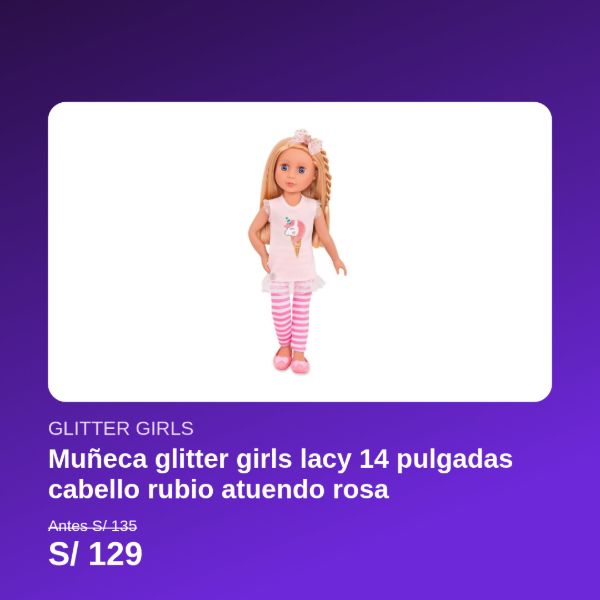 GLITTER GIRLS
Muñeca glitter girls lacy 14 pulgadas
cabello rubio atuendo rosa
Antes S/ 135
S/ 129